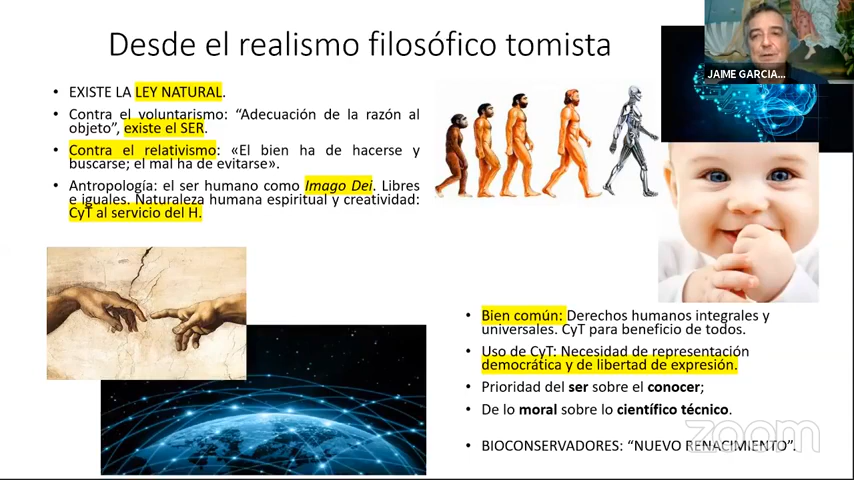 Desde el realismo filosófico tomista
JAIME GARCIA...
• EXISTE LA LEY NATURAL.
• Contra el voluntarismo: “Adecuación de la razón al
objeto”, existe el SER.
• Contra el relativismo: «El bien ha de hacerse y
buscarse; el mal ha de evitarse».
• Antropología: el ser humano como Imago Dei. Libres
e iguales. Naturaleza humana espiritual y creatividad:
CyT al servicio del H.
• Bien común: Derechos humanos integrales y
universales. CyT para beneficio de todos.
• Uso de CyT: Necesidad de representación
democrática y de libertad de expresión.
• Prioridad del ser sobre el conocer;
• De lo moral sobre lo científico técnico.
• BIOCONSERVADORES: “NUEVO RENACIMIENTO”.
zoom